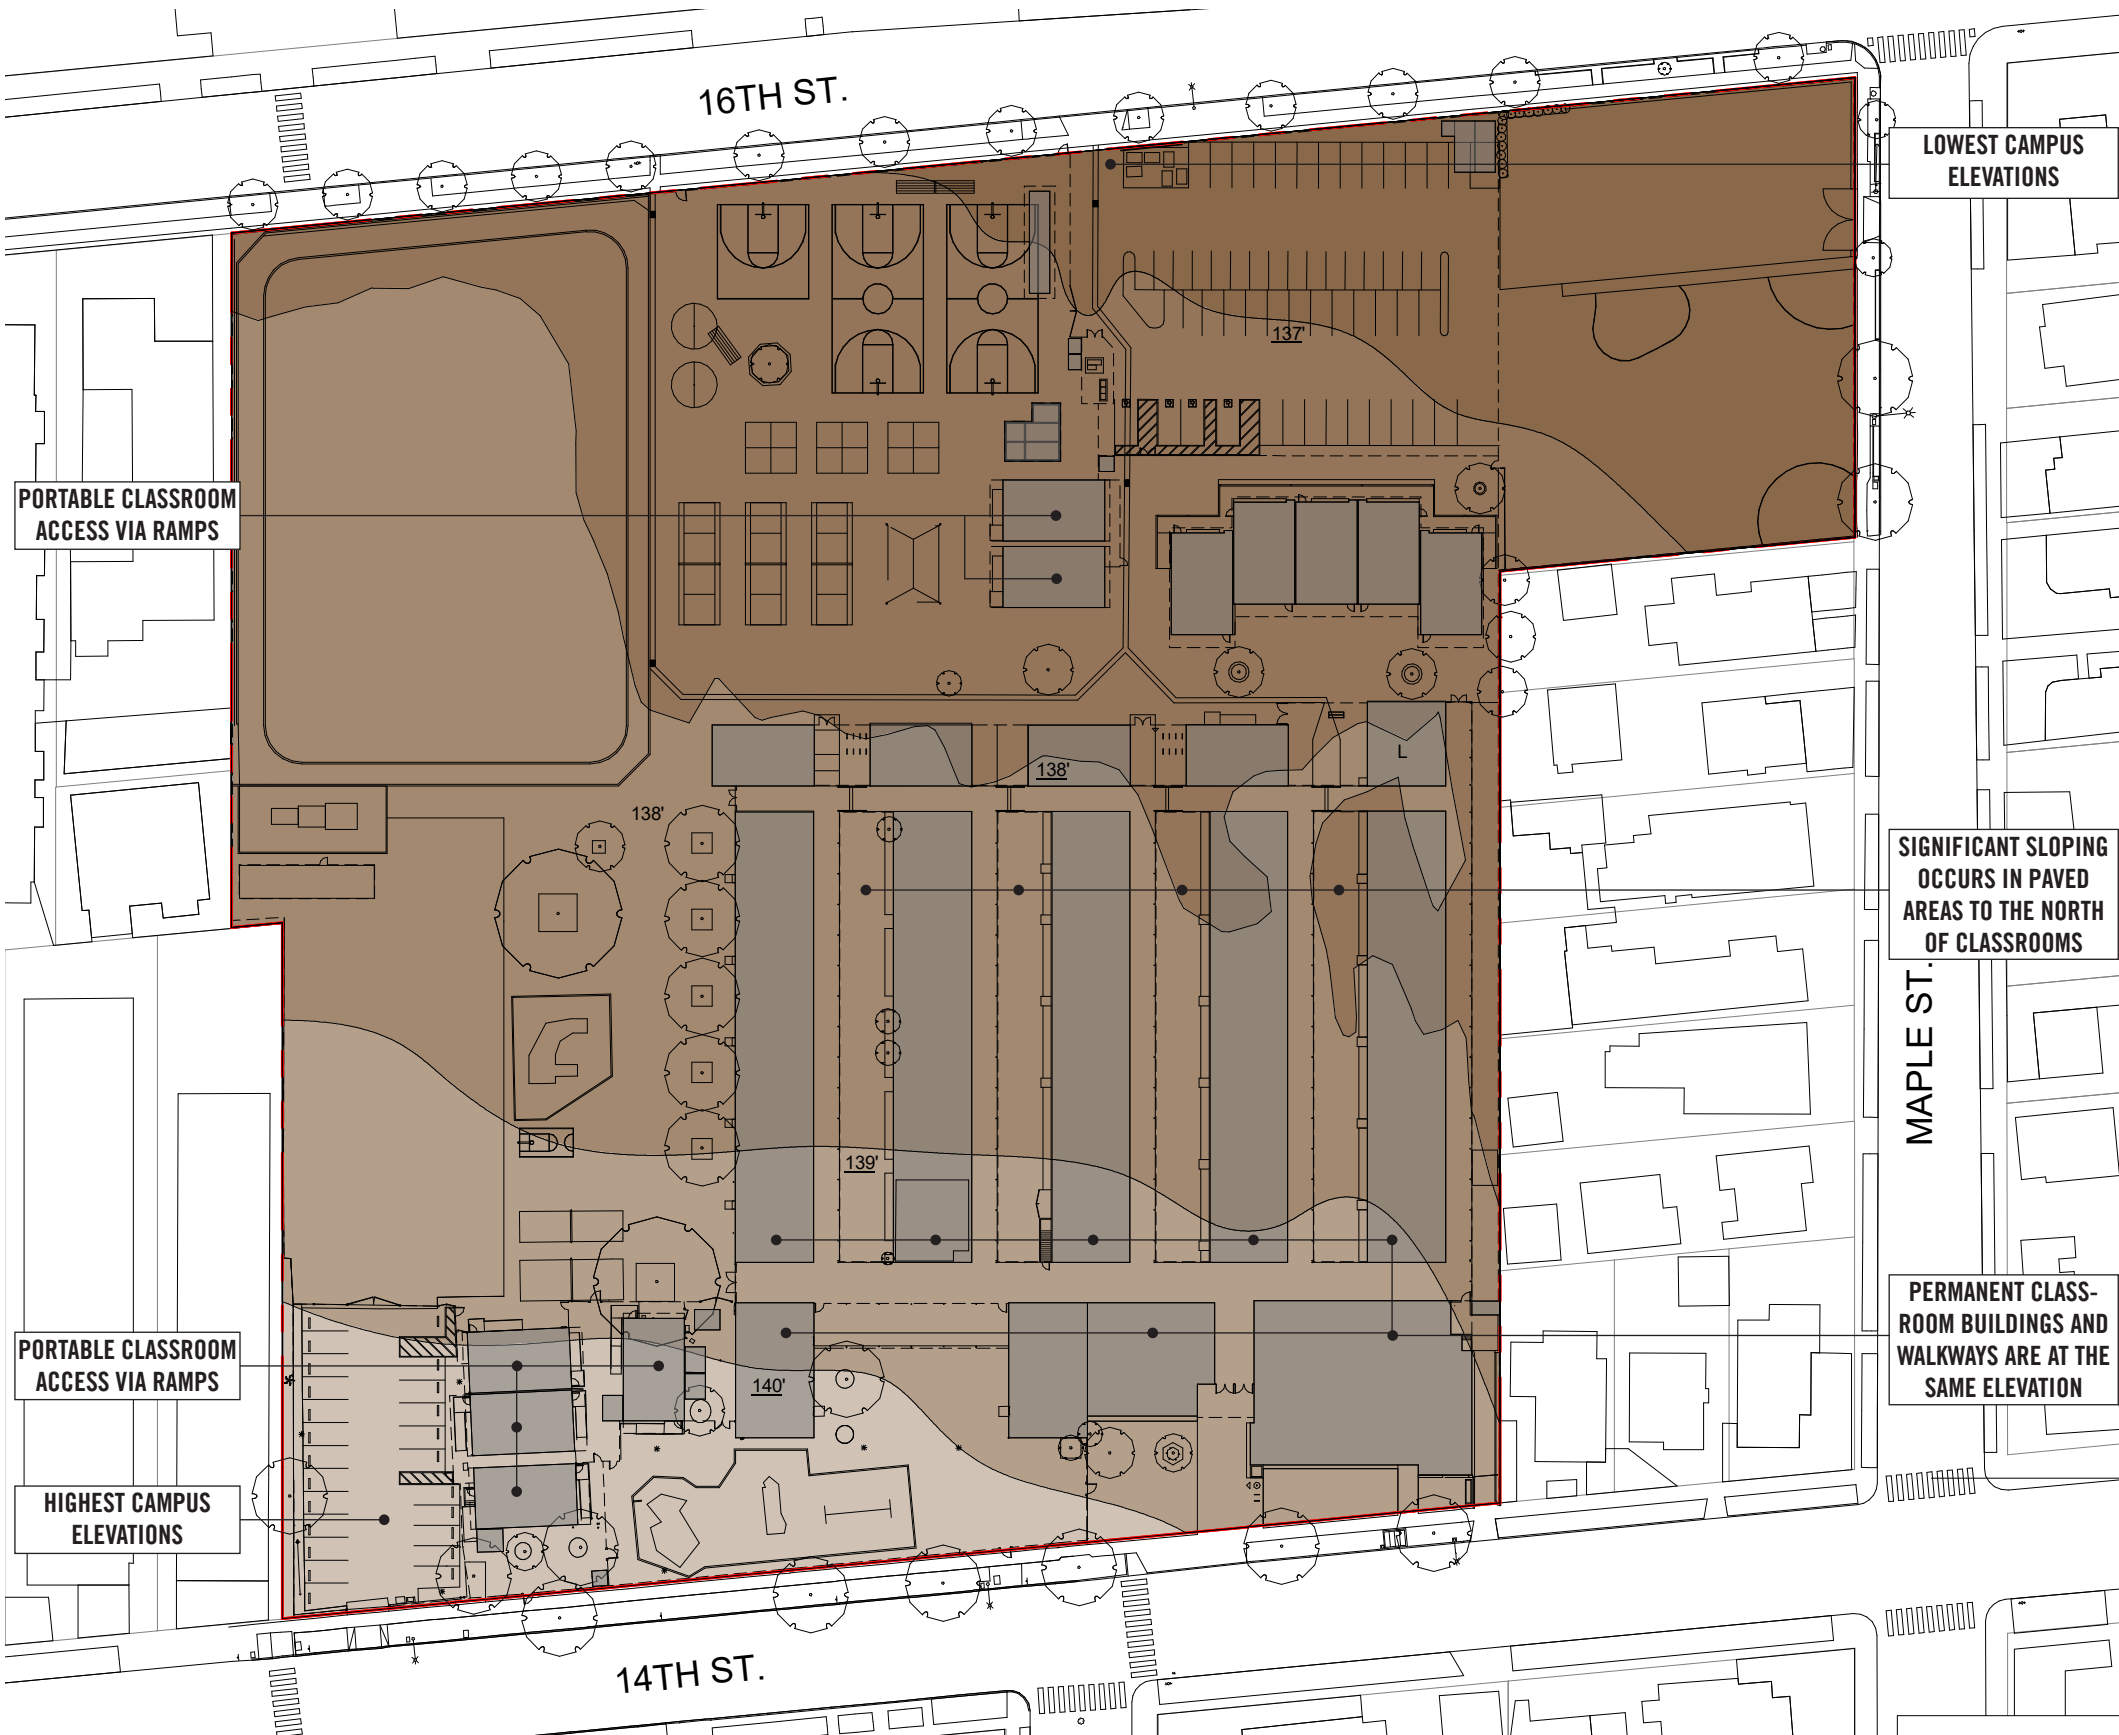 16TH ST.
LOWEST CAMPUS
ELEVATIONS
137'
PORTABLE CLASSROOM
ACCESS VIA RAMPS
L
138'
138'
SIGNIFICANT SLOPING
OCCURS IN PAVED
AREAS TO THE NORTH
OF CLASSROOMS
MAPLE ST.
139'
PERMANENT CLASS-
ROOM BUILDINGS AND
WALKWAYS ARE AT THE
SAME ELEVATION
PORTABLE CLASSROOM
ACCESS VIA RAMPS
140'
HIGHEST CAMPUS
ELEVATIONS
14TH ST.